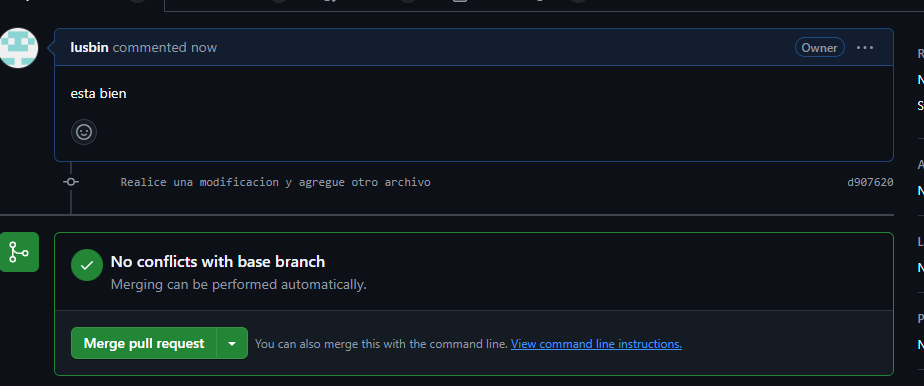 lusbin commented now
Owner
esta bien
Realice una modificacion y agregue otro archivo
d907620
No conflicts with base branch
Merging can be performed automatically.
Merge pull request
You can also merge this with the command line. View command line instructions.